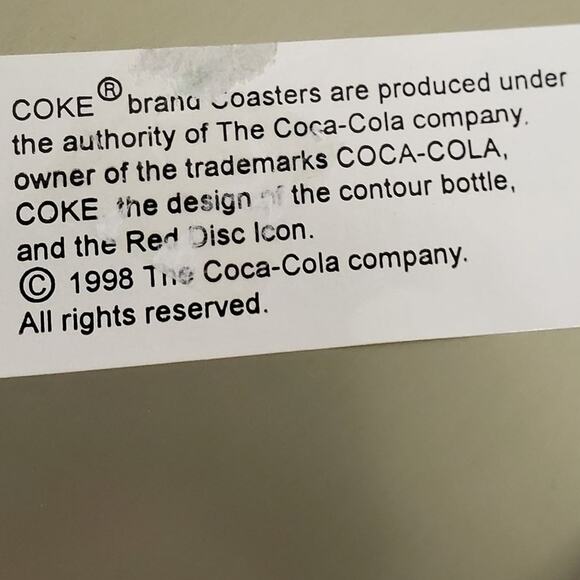 COKE® brand Coasters are produced under
the authority of The Coca-Cola company.
owner of the trademarks COCA-COLA,
COKE the design of the contour bottle,
and the Red Disc Icon.
© 1998 The Coca-Cola company.
All rights reserved.